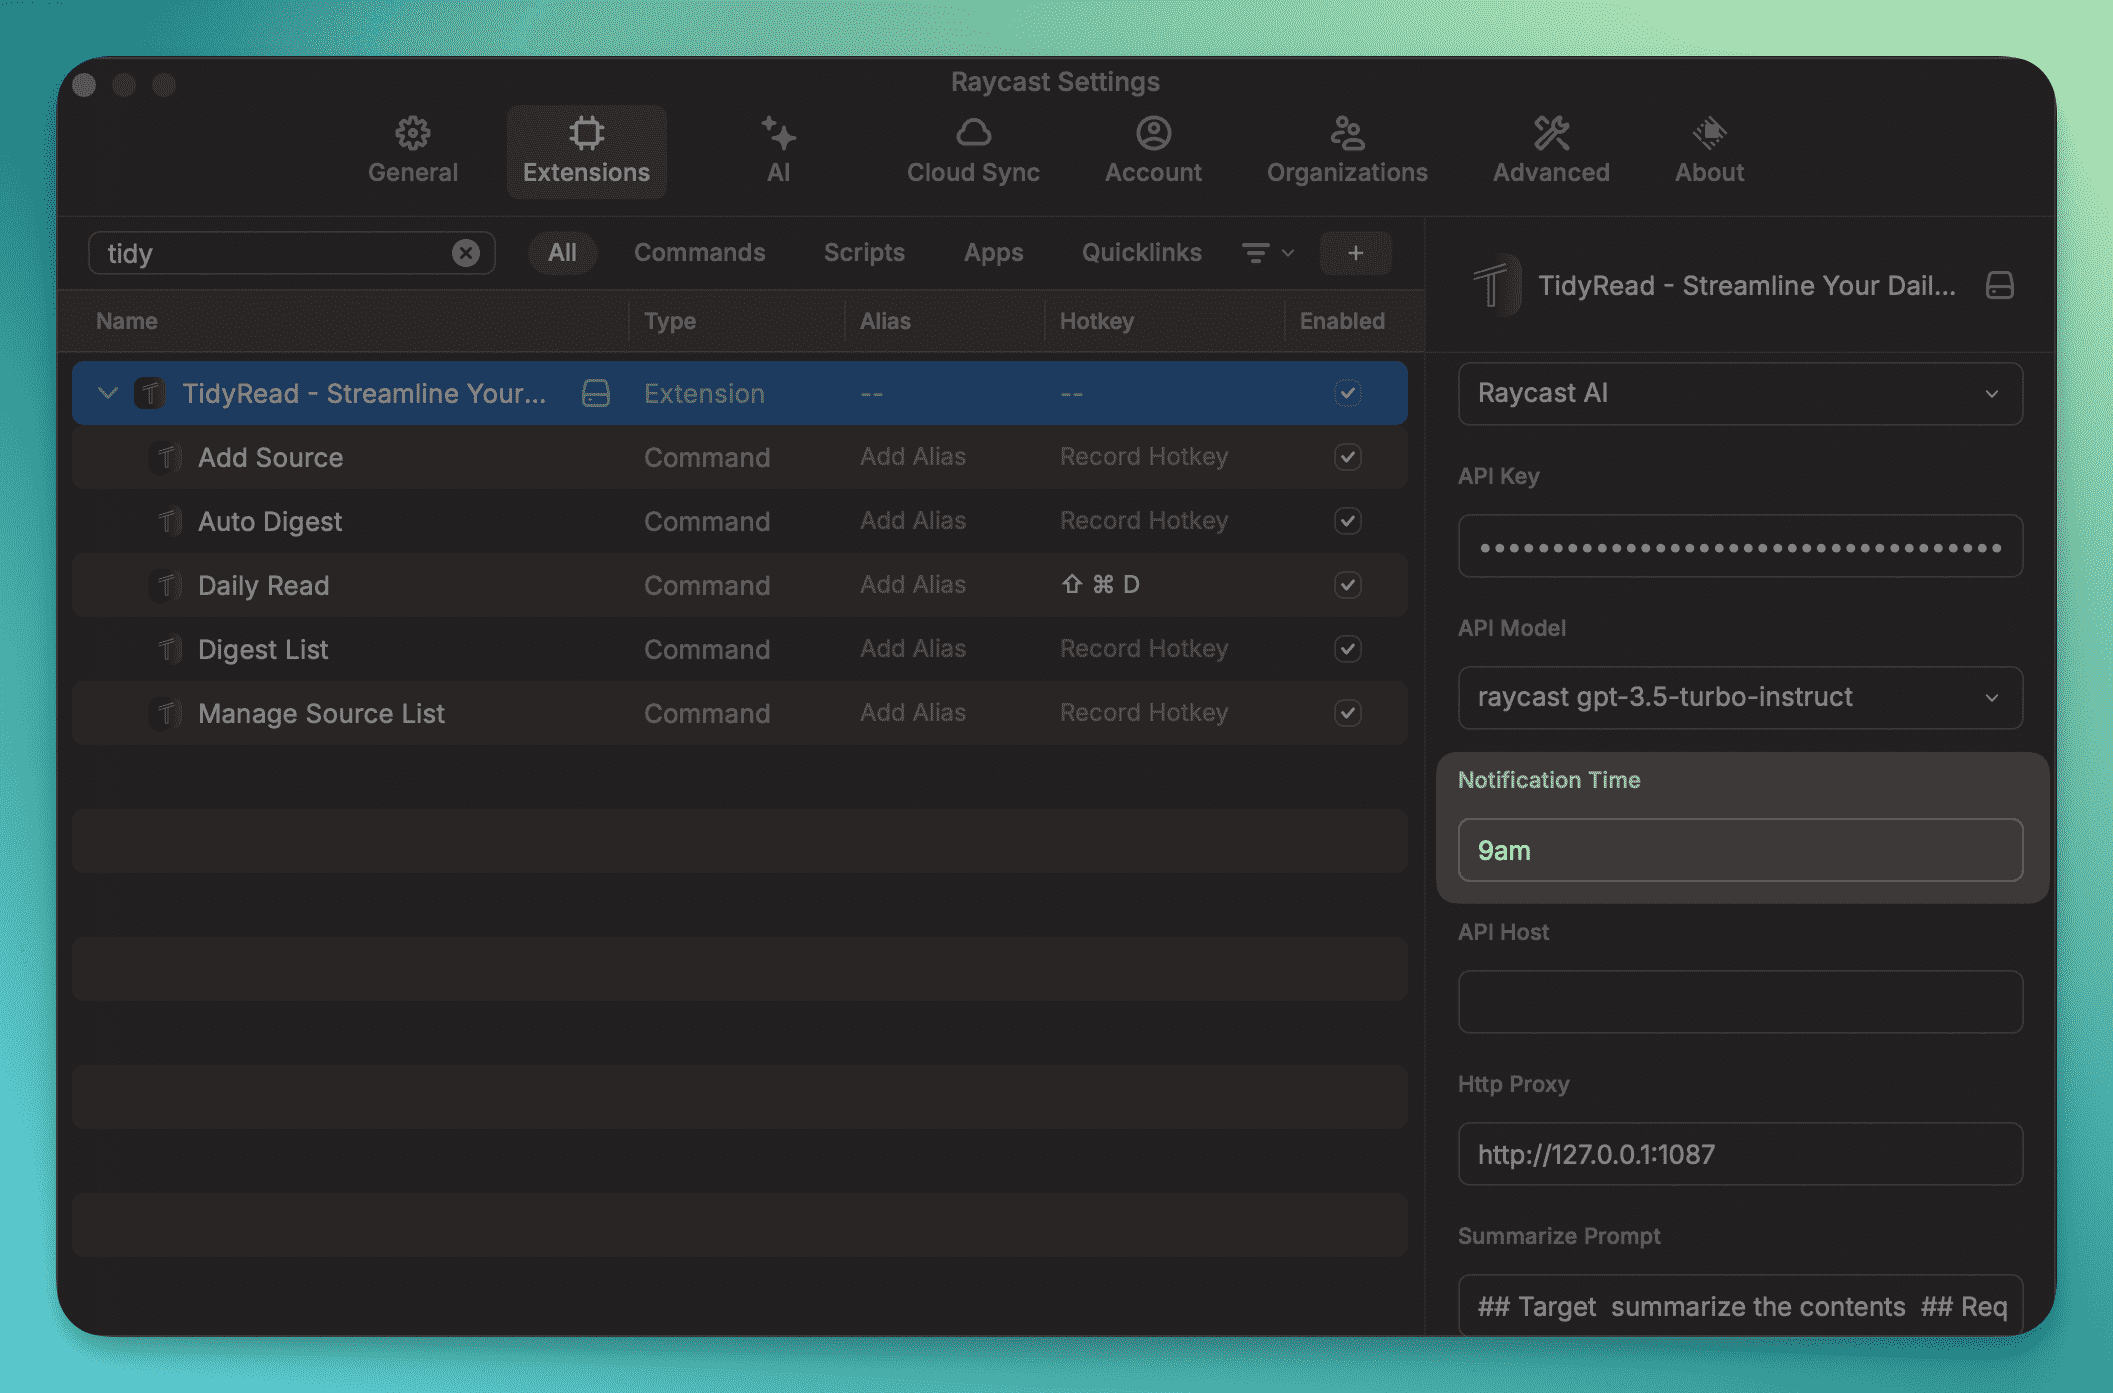 Raycast Settings
General
Extensions
AI
Cloud Sync
Account
Organizations
Advanced
About
tidy
All
Commands
Scripts
Apps
Quicklinks
+
Name
Type
Alias
Hotkey
Enabled
TidyRead - Streamline Your...
Extension
--
--
Add Source
Command
Add Alias
Record Hotkey
Auto Digest
Command
Add Alias
Record Hotkey
Daily Read
Command
Add Alias
⇧ ⌘ D
Digest List
Command
Add Alias
Record Hotkey
Manage Source List
Command
Add Alias
Record Hotkey
TidyRead - Streamline Your Dail...
Raycast AI
API Key
••••••••••••••••••••••••••••••••••••
API Model
raycast gpt-3.5-turbo-instruct
Notification Time
9am
API Host
Http Proxy
http://127.0.0.1:1087
Summarize Prompt
## Target  summarize the contents  ## Req